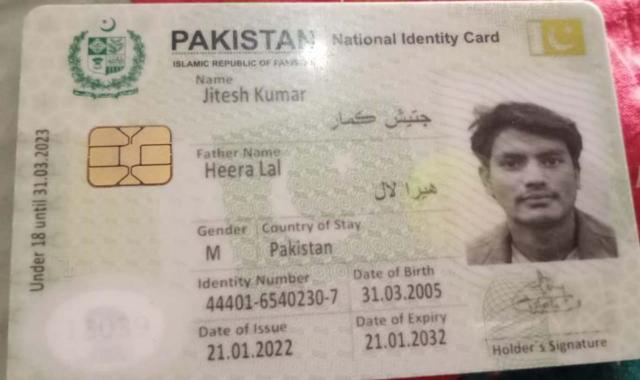 PAKISTAN National Identity Card
ISLAMIC REPUBLIC OF PAKISTAN
Name
Jitesh Kumar
جتیش کمار
Father Name
Heera Lal
ھیرا لال
Gender Country of Stay
M Pakistan
Identity Number Date of Birth
44401-6540230-7 31.03.2005
Date of Issue Date of Expiry
21.01.2022 21.01.2032
Holder's Signature
Under 18 until 31.03.2023